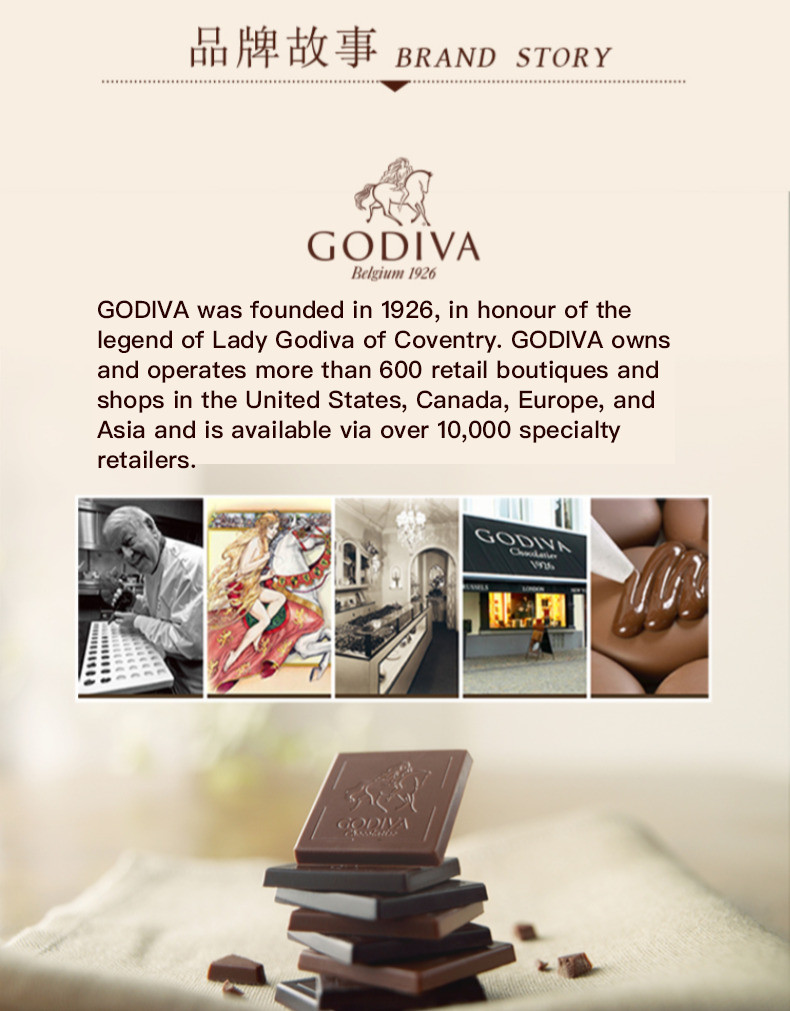 品牌故事 BRAND STORY
GODIVA
Belgium 1926
GODIVA was founded in 1926, in honour of the
legend of Lady Godiva of Coventry. GODIVA owns
and operates more than 600 retail boutiques and
shops in the United States, Canada, Europe, and
Asia and is available via over 10,000 specialty
retailers.
GODIVA
Chocolatier
1926
LONDON
GODIVA
Chocolatier